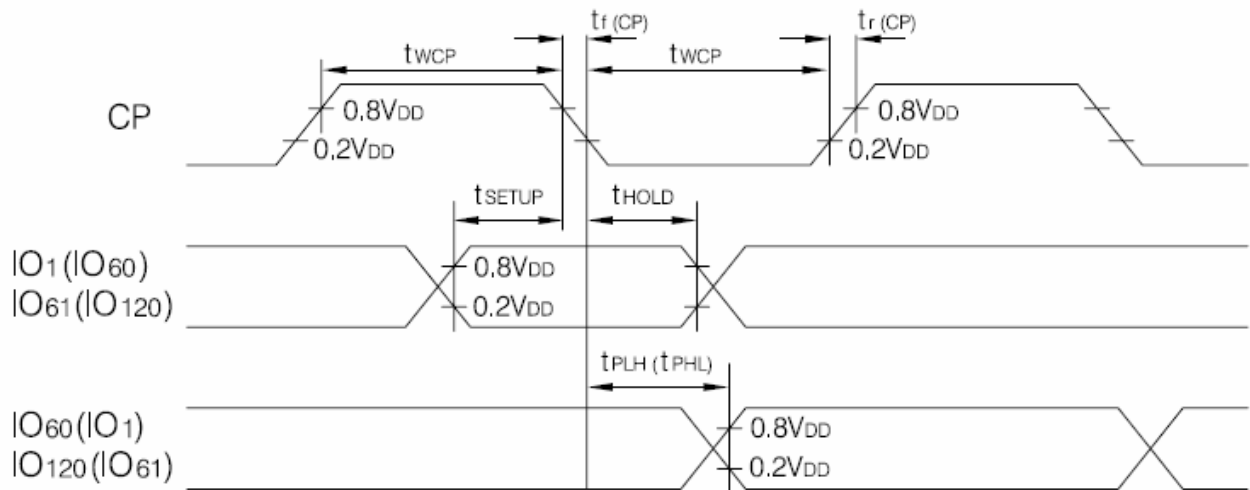 tf (CP)
tr (CP)
tWCP
tWCP
CP
0.8VDD
0.8VDD
0.2VDD
0.2VDD
tSETUP
tHOLD
IO1(IO60)
0.8VDD
IO61(IO120)
0.2VDD
tPLH (tPHL)
IO60(IO1)
0.8VDD
IO120(IO61)
0.2VDD